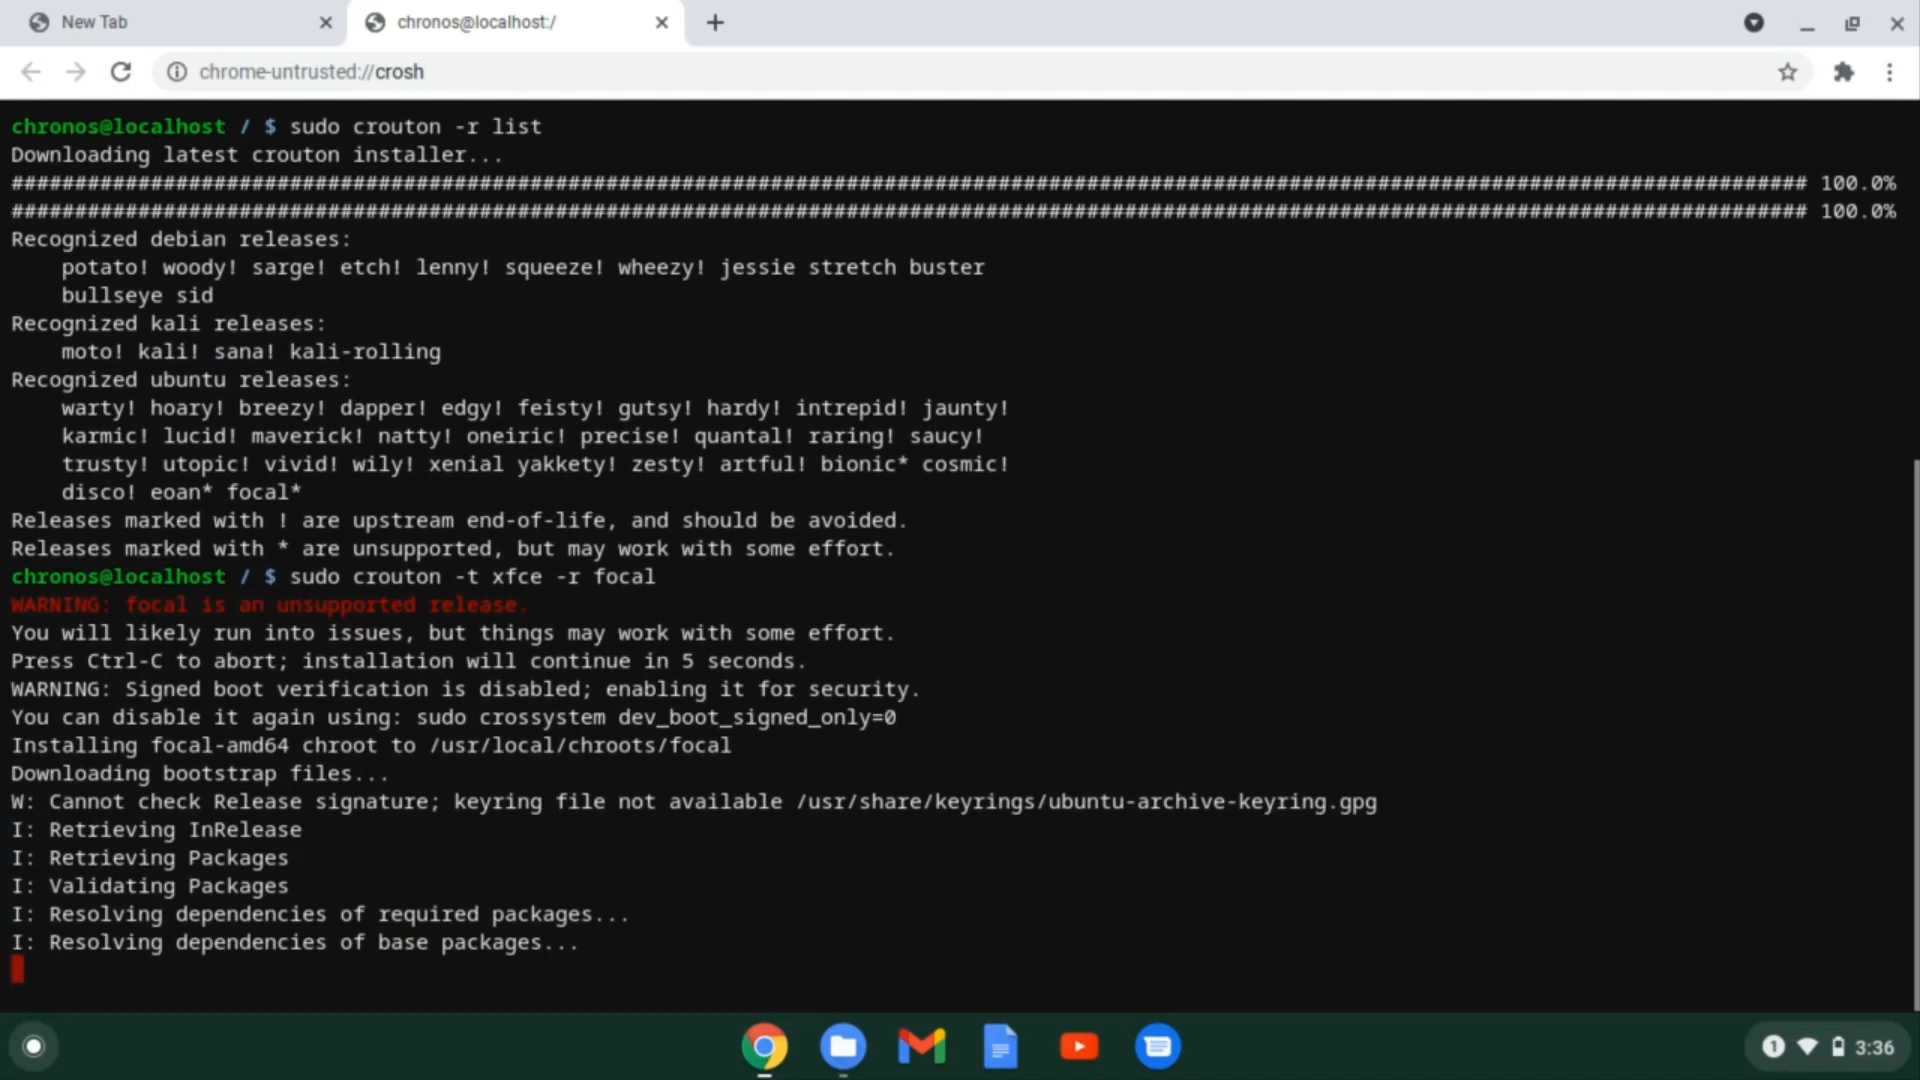 New Tab
chronos@localhost:/
chrome-untrusted://crosh
chronos@localhost / $ sudo crouton -r list
Downloading latest crouton installer...
############################################################################################################################################## 100.0%
############################################################################################################################################## 100.0%
Recognized debian releases:
potato! woody! sarge! etch! lenny! squeeze! wheezy! jessie stretch buster
bullseye sid
Recognized kali releases:
moto! kali! sana! kali-rolling
Recognized ubuntu releases:
warty! hoary! breezy! dapper! edgy! feisty! gutsy! hardy! intrepid! jaunty!
karmic! lucid! maverick! natty! oneiric! precise! quantal! raring! saucy!
trusty! utopic! vivid! wily! xenial yakkety! zesty! artful! bionic* cosmic!
disco! eoan* focal*
Releases marked with ! are upstream end-of-life, and should be avoided.
Releases marked with * are unsupported, but may work with some effort.
chronos@localhost / $ sudo crouton -t xfce -r focal
WARNING: focal is an unsupported release.
You will likely run into issues, but things may work with some effort.
Press Ctrl-C to abort; installation will continue in 5 seconds.
WARNING: Signed boot verification is disabled; enabling it for security.
You can disable it again using: sudo crossystem dev_boot_signed_only=0
Installing focal-amd64 chroot to /usr/local/chroots/focal
Downloading bootstrap files...
W: Cannot check Release signature; keyring file not available /usr/share/keyrings/ubuntu-archive-keyring.gpg
I: Retrieving InRelease
I: Retrieving Packages
I: Validating Packages
I: Resolving dependencies of required packages...
I: Resolving dependencies of base packages...
1 3:36